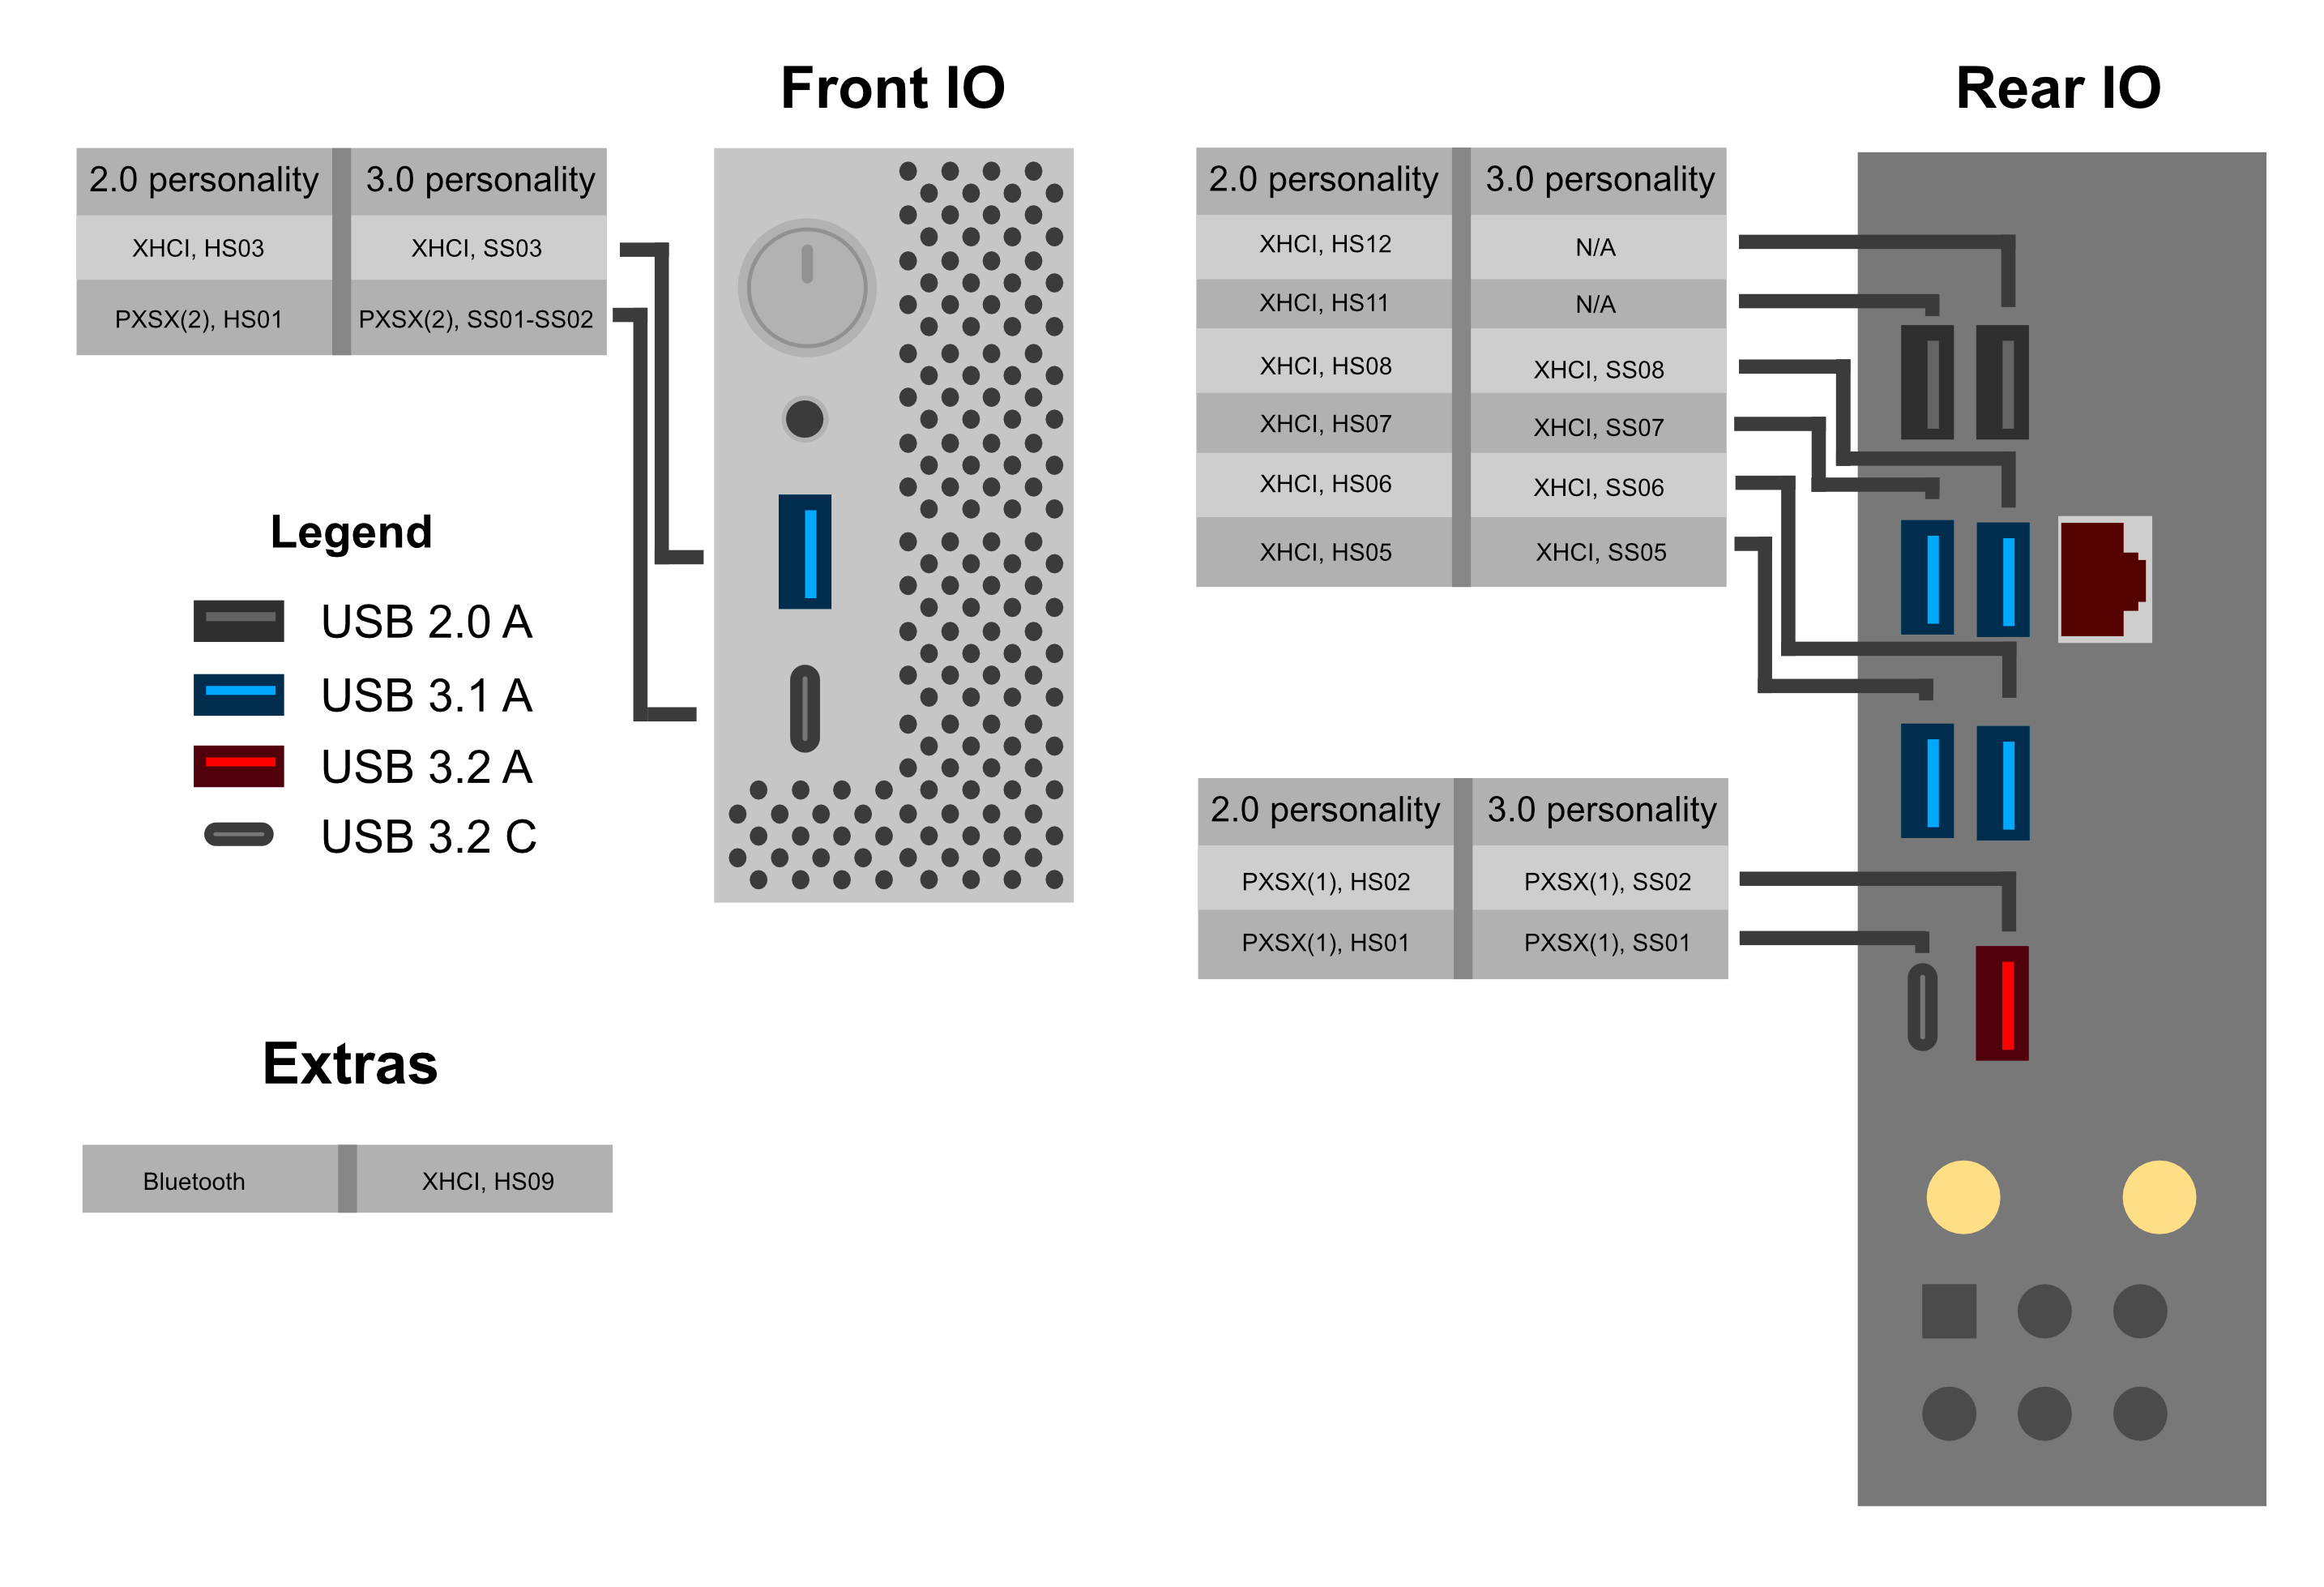 Front IO
2.0 personality 3.0 personality
XHCI, HS03 XHCI, SS03
PXSX(2), HS01 PXSX(2), SS01-SS02
Legend
USB 2.0 A
USB 3.1 A
USB 3.2 A
USB 3.2 C
Extras
Bluetooth XHCI, HS09
Rear IO
2.0 personality 3.0 personality
XHCI, HS12 N/A
XHCI, HS11 N/A
XHCI, HS08 XHCI, SS08
XHCI, HS07 XHCI, SS07
XHCI, HS06 XHCI, SS06
XHCI, HS05 XHCI, SS05
2.0 personality 3.0 personality
PXSX(1), HS02 PXSX(1), SS02
PXSX(1), HS01 PXSX(1), SS01